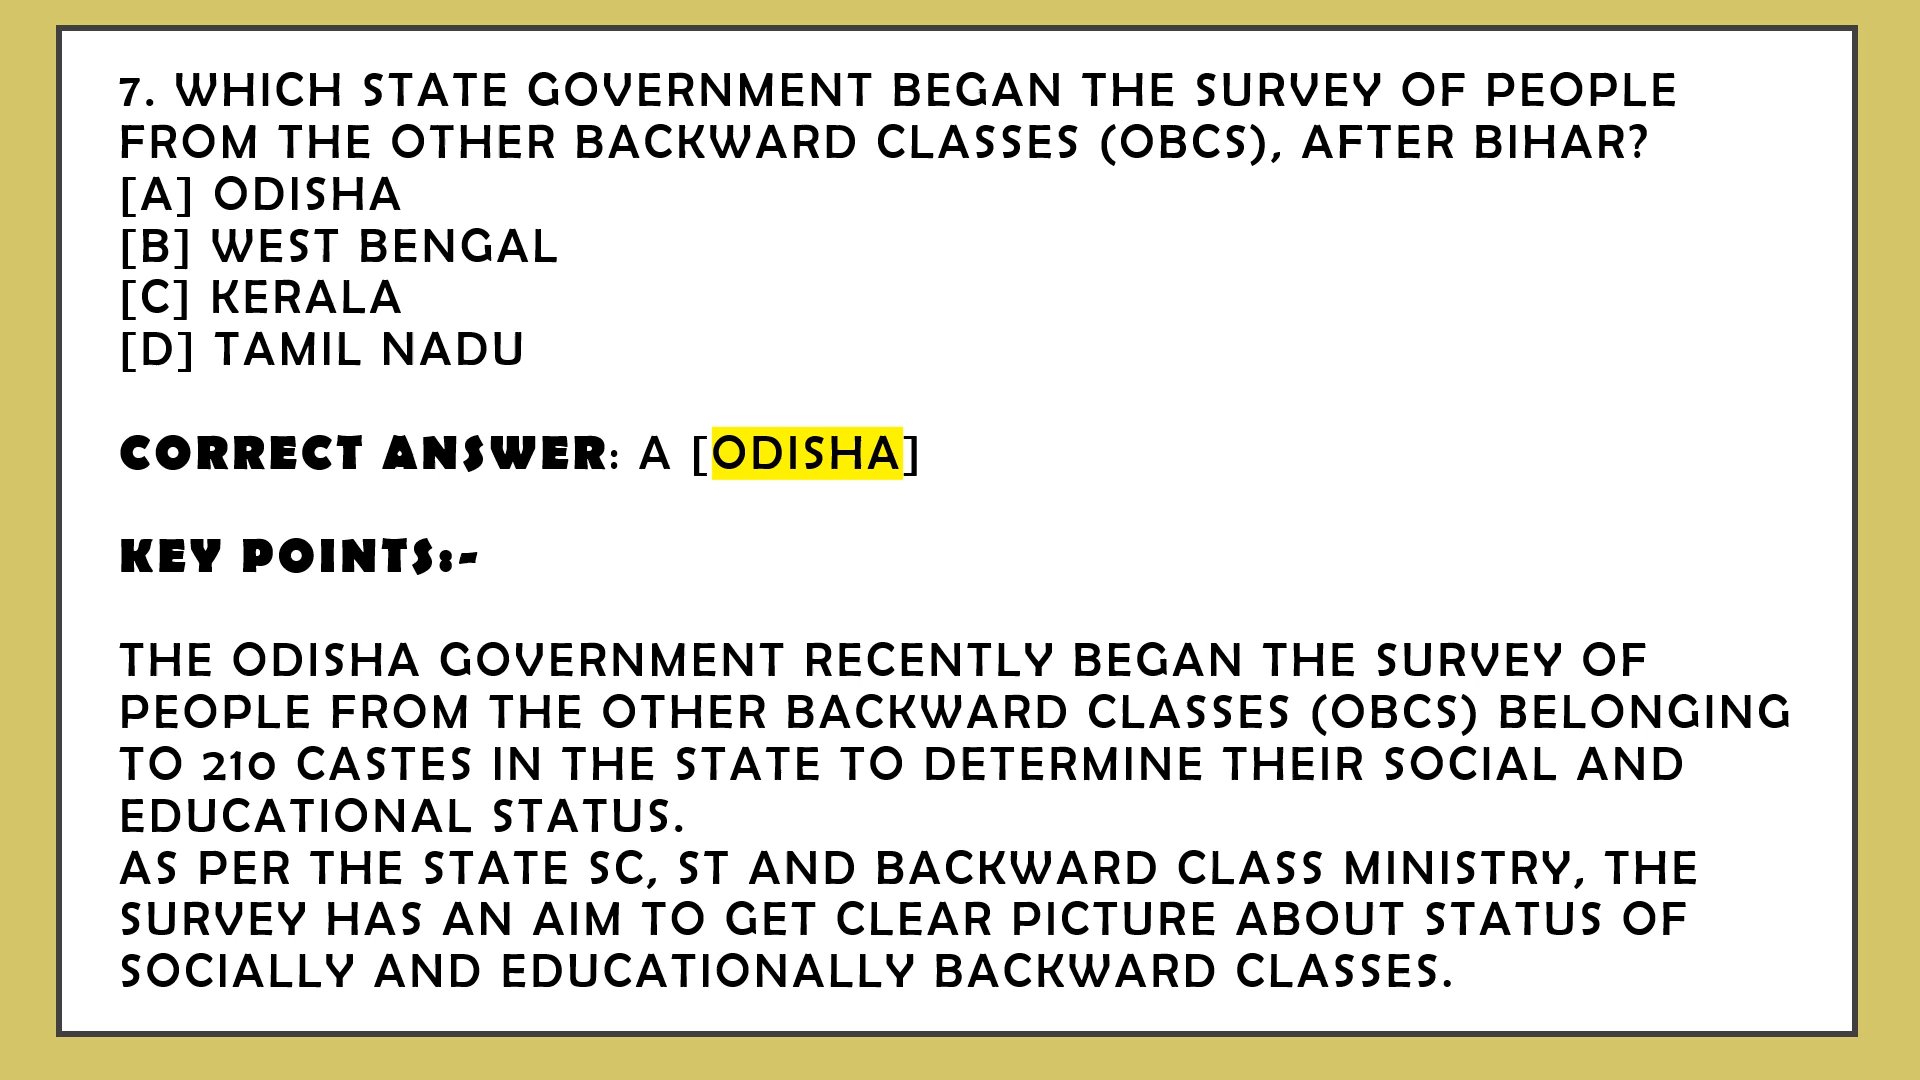 7. WHICH STATE GOVERNMENT BEGAN THE SURVEY OF PEOPLE
FROM THE OTHER BACKWARD CLASSES (OBCS), AFTER BIHAR?
[A] ODISHA
[B] WEST BENGAL
[C] KERALA
[D] TAMIL NADU
CORRECT ANSWER: A [ODISHA]
KEY POINTS:-
THE ODISHA GOVERNMENT RECENTLY BEGAN THE SURVEY OF
PEOPLE FROM THE OTHER BACKWARD CLASSES (OBCS) BELONGING
TO 210 CASTES IN THE STATE TO DETERMINE THEIR SOCIAL AND
EDUCATIONAL STATUS.
AS PER THE STATE SC, ST AND BACKWARD CLASS MINISTRY, THE
SURVEY HAS AN AIM TO GET CLEAR PICTURE ABOUT STATUS OF
SOCIALLY AND EDUCATIONALLY BACKWARD CLASSES.